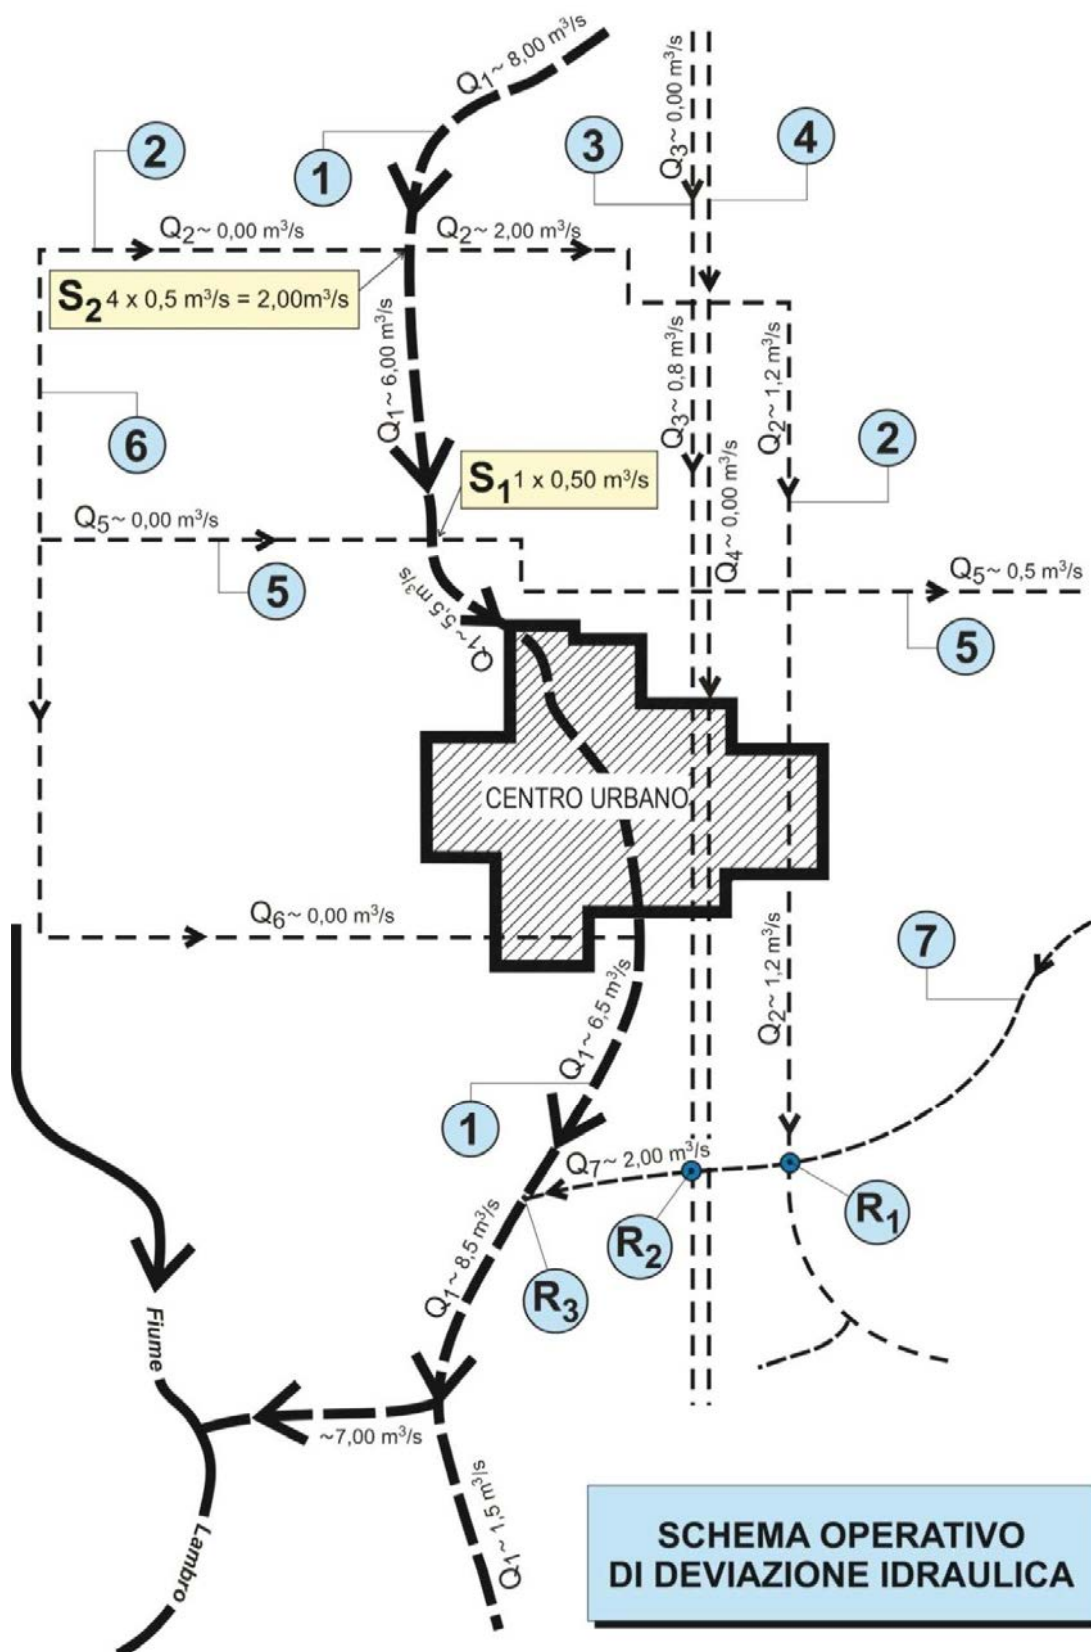 Q1~ 8,00 m³/s
Q3~ 0,00 m³/s
2
1
3
4
Q2~ 0,00 m³/s
Q2~ 2,00 m³/s
S2 4 x 0,5 m³/s = 2,00m³/s
Q1~ 6,00 m³/s
Q3~ 0,8 m³/s
Q2~ 1,2 m³/s
6
2
S1 1 x 0,50 m³/s
Q5~ 0,00 m³/s
Q4~ 0,00 m³/s
5
Q1~ 5,5 m³/s
Q5~ 0,5 m³/s
5
CENTRO URBANO
Q6~ 0,00 m³/s
7
Q2~ 1,2 m³/s
Q1~ 6,5 m³/s
1
Q7~ 2,00 m³/s
R1
R2
R3
Q1~ 8,5 m³/s
Fiume
~7,00 m³/s
Q1~ 1,5 m³/s
Lambro
SCHEMA OPERATIVO
DI DEVIAZIONE IDRAULICA